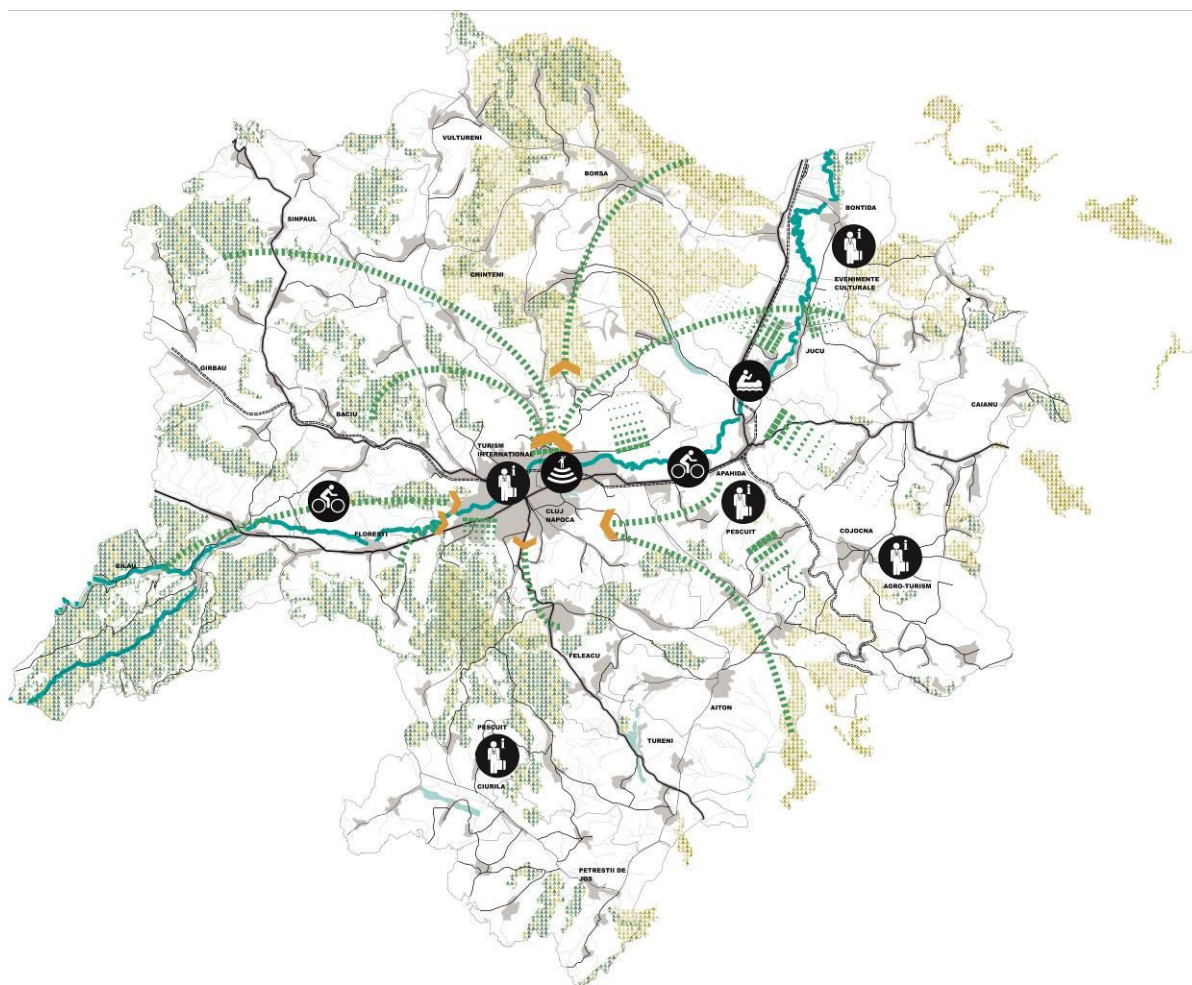 VULTURENI
BORSA
SINPAUL
BONTIDA
CHINTENI
EVENIMENTE
CULTURALE
JUCU
GIRBAU
CAIANU
BACIU
TURISM
INTERNATIONAL
APAHIDA
CLUJ
NAPOCA
PESCUIT
FLORESTI
COJOCNA
GILAU
AGRO-TURISM
FELEACU
AITON
PESCUIT
TURENI
CIURILA
PETRESTII DE
JOS